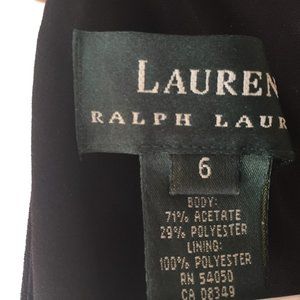 LAUREN
RALPH LAUR
6
BODY:
71% ACETATE
29% POLYESTER
LINING:
100% POLYESTER
RN 54050
CA 08349